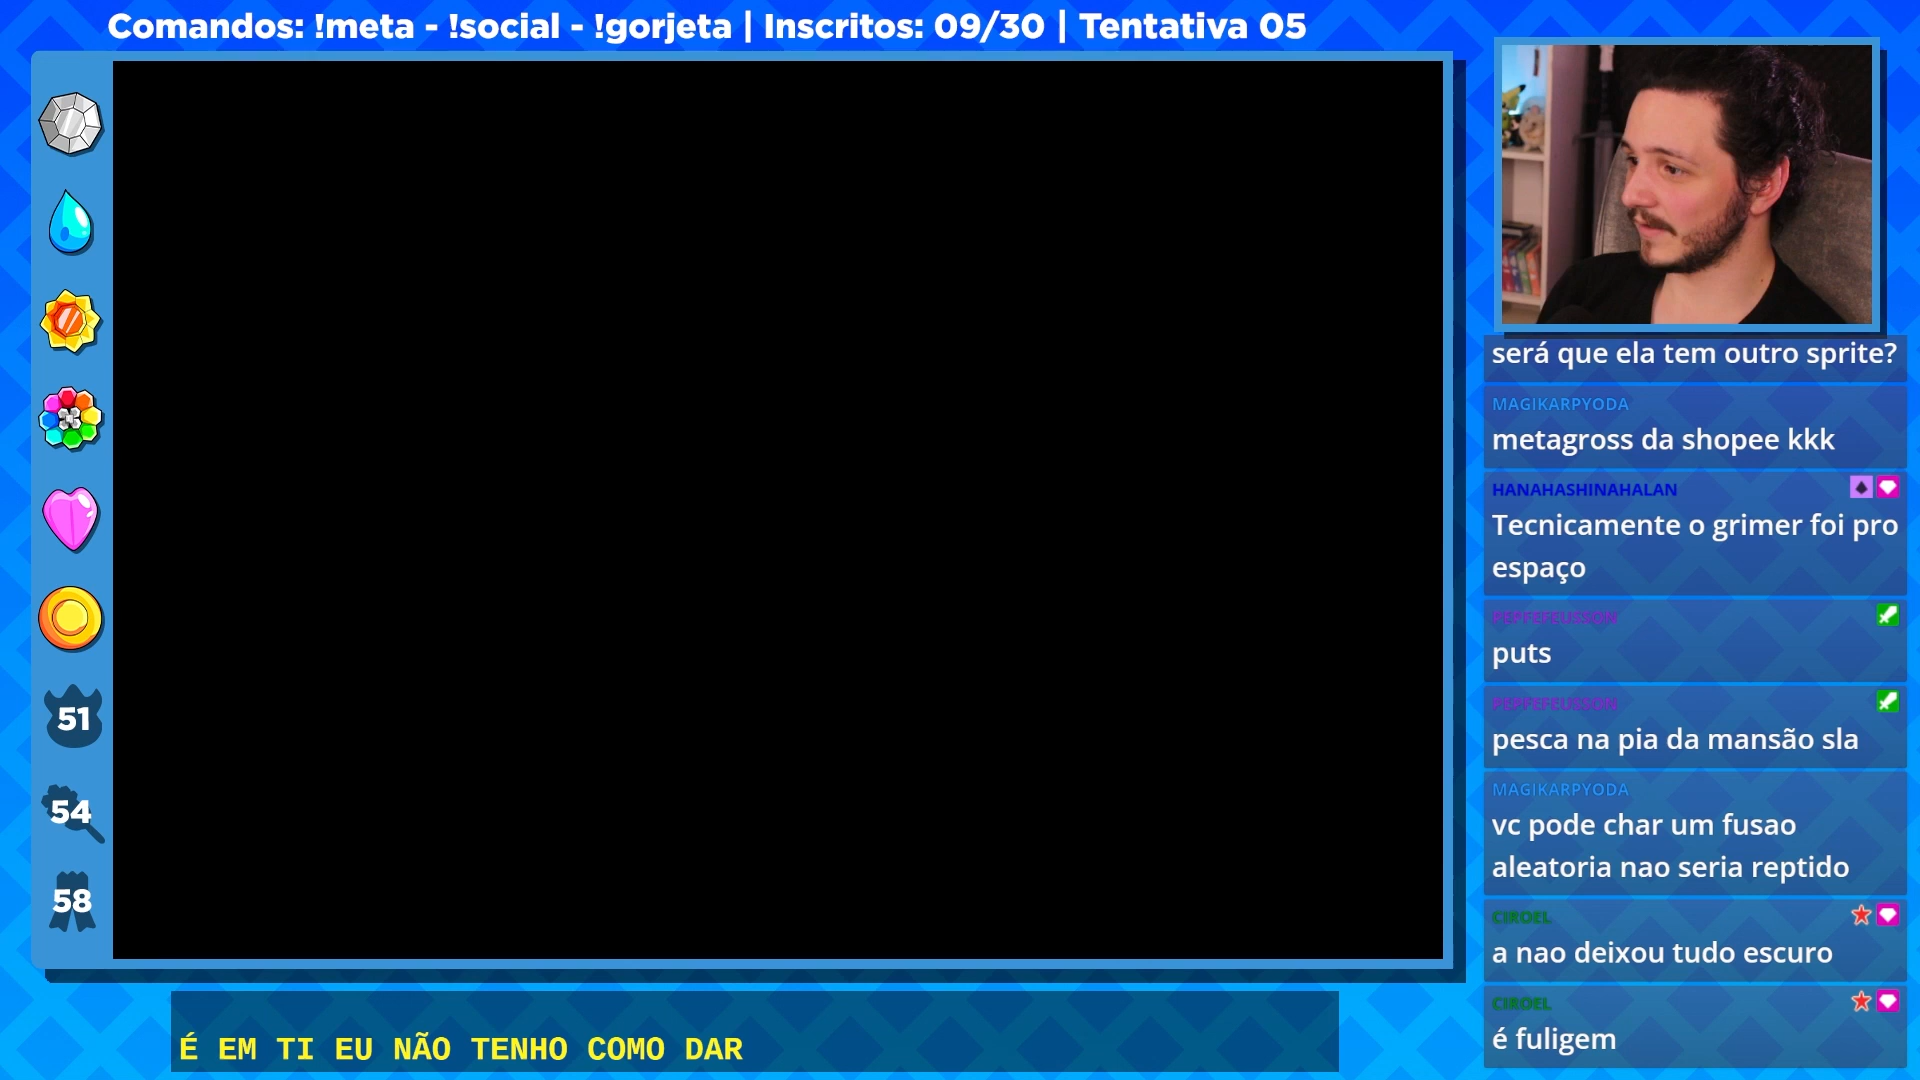 Comandos: !meta - !social - !gorjeta | Inscritos: 09/30 | Tentativa 05
51
54
58
será que ela tem outro sprite?
MAGIKARPYODA
metagross da shopee kkk
HANAHASHINAHALAN
Tecnicamente o grimer foi pro
espaço
PEPFEFEUSSON
puts
PEPFEFEUSSON
pesca na pia da mansão sla
MAGIKARPYODA
vc pode char um fusao
aleatoria nao seria reptido
CIROEL
a nao deixou tudo escuro
CIROEL
é fuligem
É EM TI EU NÃO TENHO COMO DAR